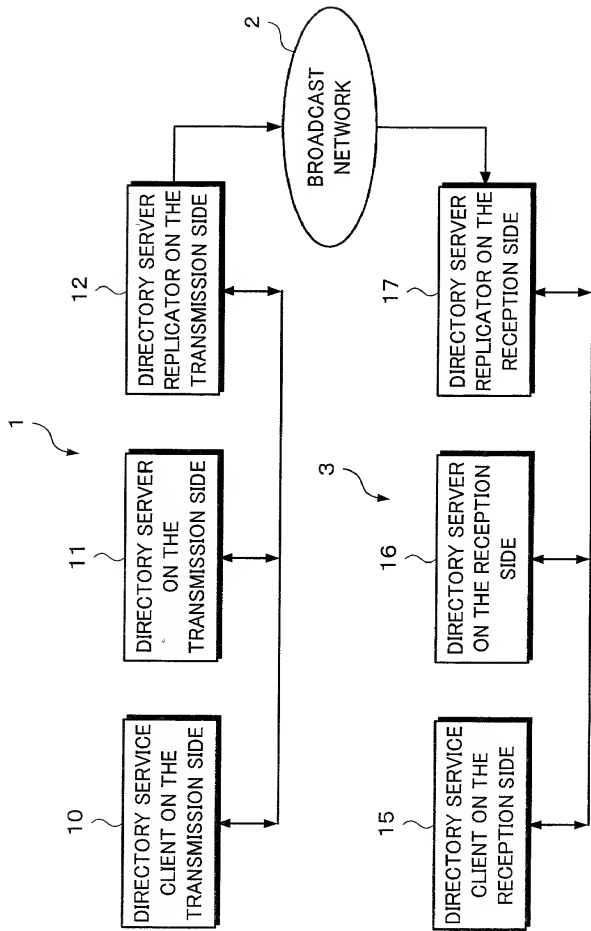 1
10
DIRECTORY SERVICE
CLIENT ON THE
TRANSMISSION SIDE
11
DIRECTORY SERVER
ON THE
TRANSMISSION SIDE
12
DIRECTORY SERVER
REPLICATOR ON THE
TRANSMISSION SIDE
2
BROADCAST
NETWORK
3
15
DIRECTORY SERVICE
CLIENT ON THE
RECEPTION SIDE
16
DIRECTORY SERVER
ON THE RECEPTION
SIDE
17
DIRECTORY SERVER
REPLICATOR ON THE
RECEPTION SIDE